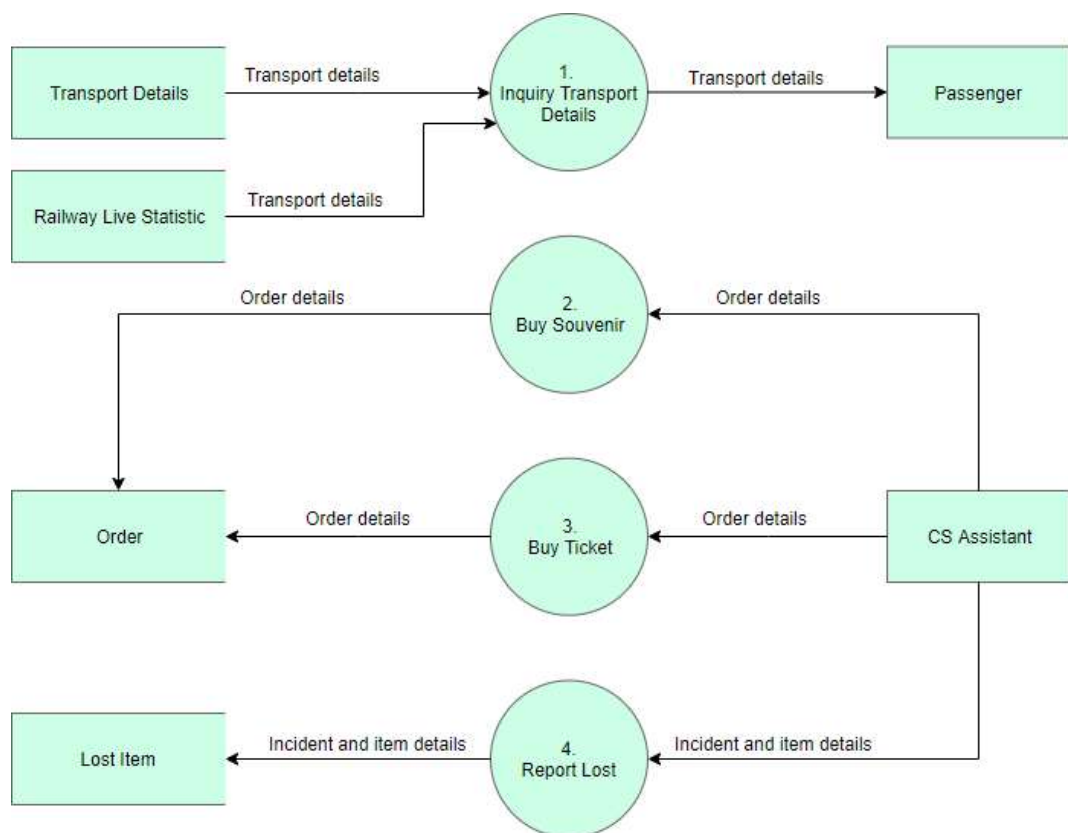 Transport Details
Transport details
1.
Inquiry Transport
Details
Transport details
Passenger
Railway Live Statistic
Transport details
Order details
2.
Buy Souvenir
Order details
Order
Order details
3.
Buy Ticket
Order details
CS Assistant
Lost Item
Incident and item details
4.
Report Lost
Incident and item details